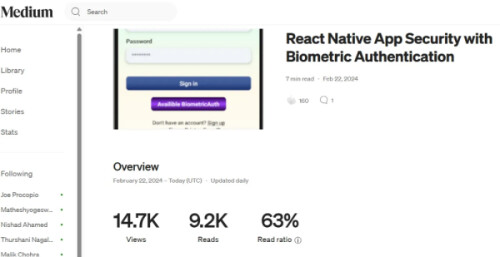 Medium
Search
Home
Library
Profile
Stories
Stats
Following
Joe Procopio
Matheshyogesw...
Nishad Ahamed
Thurshani Nagal...
Malik Chohra
Password
Sign in
Availible BiometricAuth
Don't have an account? Sign up
React Native App Security with
Biometric Authentication
7 min read · Feb 22, 2024
160 1
Overview
February 22, 2024 · Today (UTC) · Updated daily
14.7K 9.2K 63%
Views Reads Read ratio